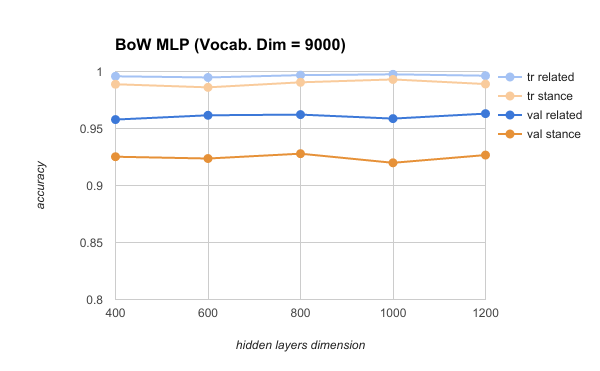 BoW MLP (Vocab. Dim = 9000)
1
0.95
0.9
0.85
0.8
accuracy
400 600 800 1000 1200
hidden layers dimension
tr related
tr stance
val related
val stance